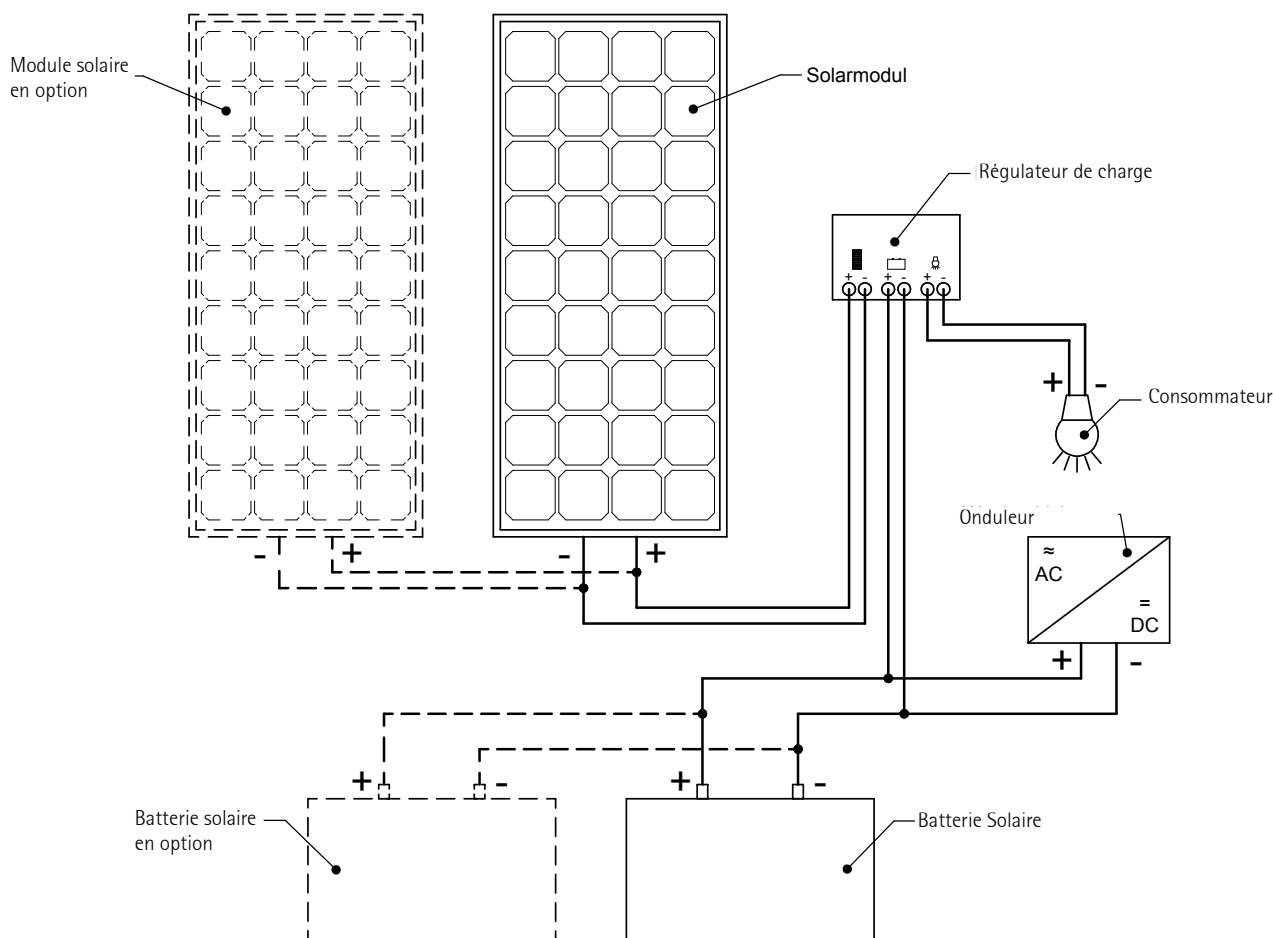 Module solaire
en option
Solarmodul
Régulateur de charge
+ - + - + -
+ -
Consommateur
Onduleur
≈
AC
=
DC
- +
- +
+ -
+ -
+ -
Batterie solaire
en option
Batterie Solaire